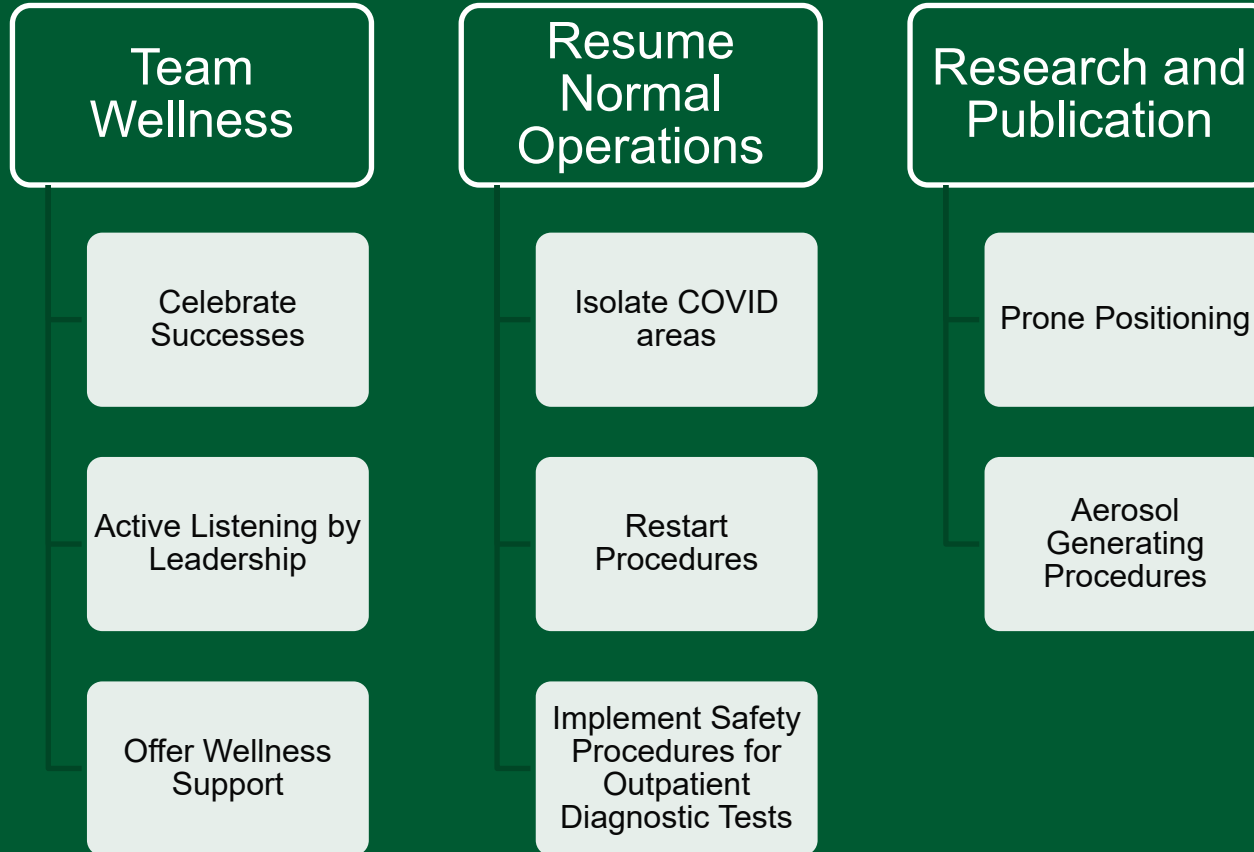 Team
Wellness
Celebrate
Successes
Active Listening by
Leadership
Offer Wellness
Support
Resume
Normal
Operations
Isolate COVID
areas
Restart
Procedures
Implement Safety
Procedures for
Outpatient
Diagnostic Tests
Research and
Publication
Prone Positioning
Aerosol
Generating
Procedures